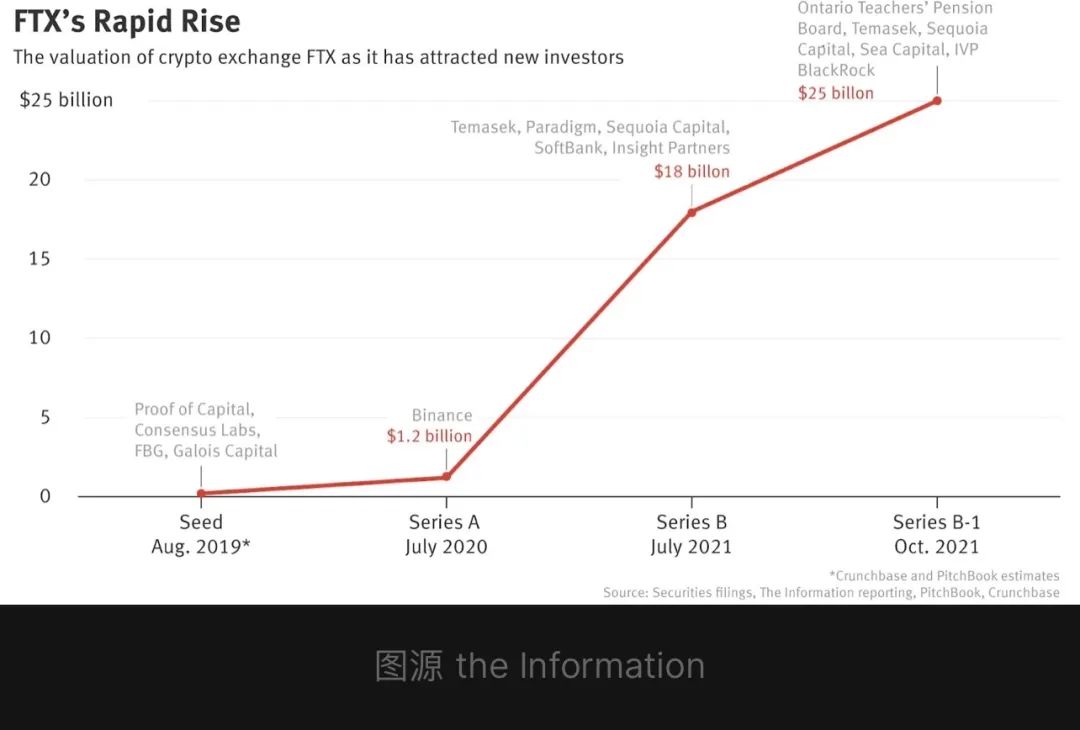 FTX’s Rapid Rise
The valuation of crypto exchange FTX as it has attracted new investors
Ontario Teachers’ Pension
Board, Temasek, Sequoia
Capital, Sea Capital, IVP
BlackRock
$25 billon
$25 billion
Temasek, Paradigm, Sequoia Capital,
SoftBank, Insight Partners
$18 billon
20
15
10
5
Proof of Capital,
Consensus Labs,
FBG, Galois Capital
Binance
$1.2 billion
0
Seed
Aug. 2019*
Series A
July 2020
Series B
July 2021
Series B-1
Oct. 2021
*Crunchbase and PitchBook estimates
Source: Securities filings, The Information reporting, PitchBook, Crunchbase
图源 the Information